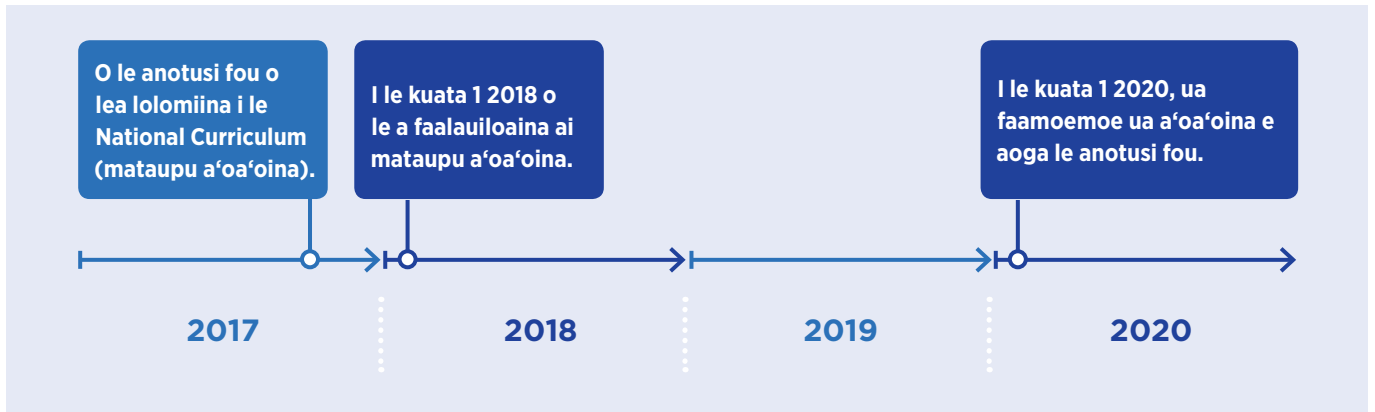 O le anotusi fou o
lea lolomiina i le
National Curriculum
(mataupu a‘oa‘oina).
I le kuata 1 2018 o
le a faalauiloaina ai
mataupu a‘oa‘oina.
I le kuata 1 2020, ua
faamoemoe ua a‘oa‘oina e
aoga le anotusi fou.
2017
2018
2019
2020